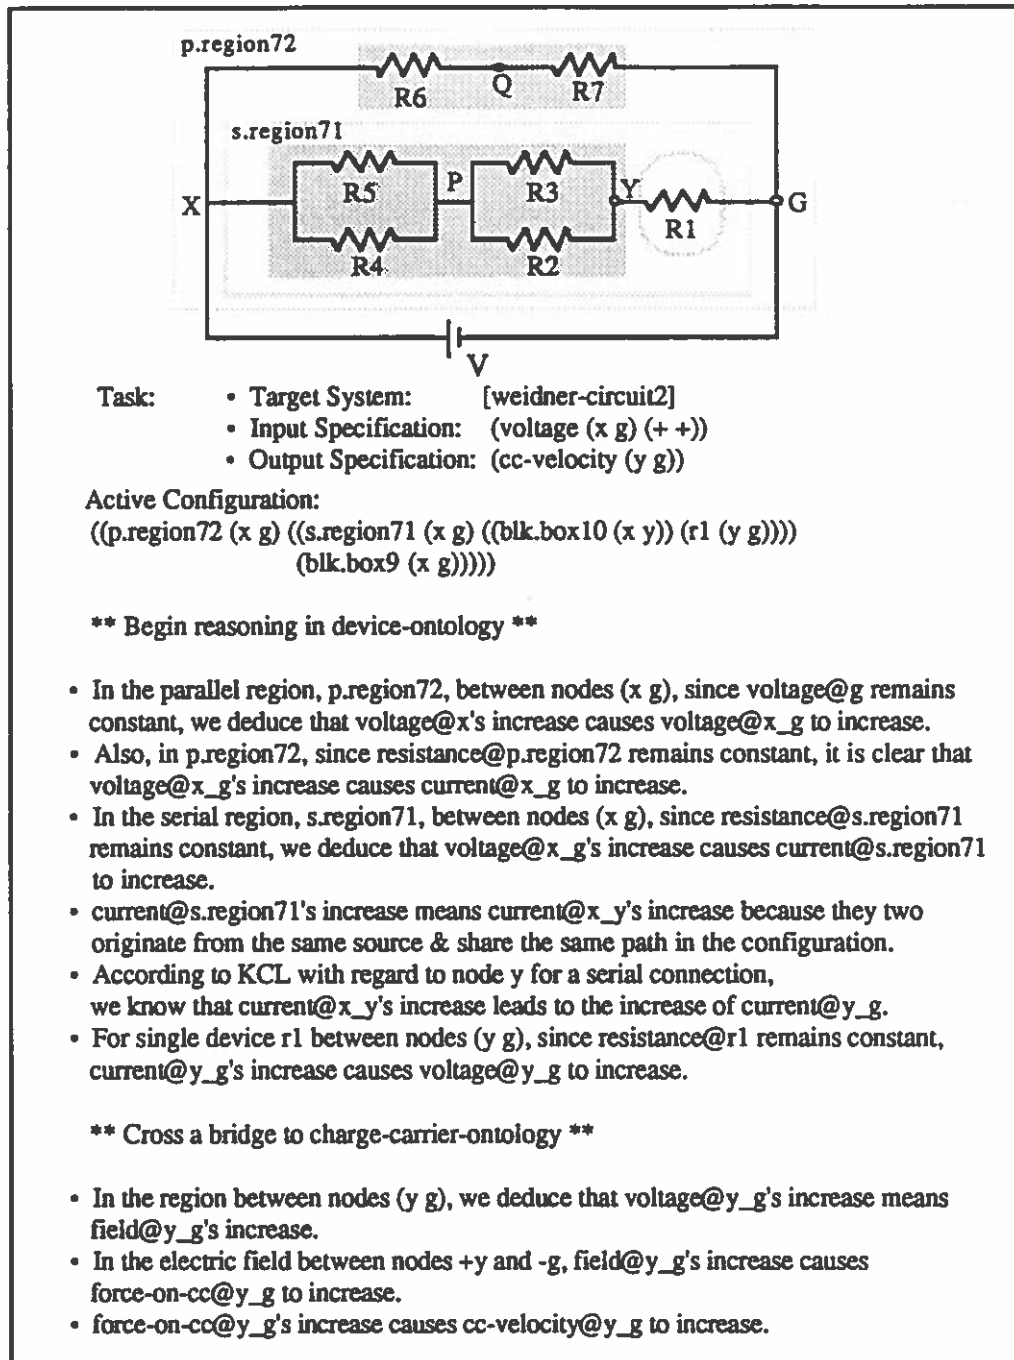 p.region72
R6
Q
R7
s.region71
R5
P
R3
Y
X
R1
G
R4
R2
V
Task: • Target System: [weidner-circuit2]
• Input Specification: (voltage (x g) (+ +))
• Output Specification: (cc-velocity (y g))
Active Configuration:
((p.region72 (x g) ((s.region71 (x g) ((blk.box10 (x y)) (r1 (y g))))
(blk.box9 (x g)))))
** Begin reasoning in device-ontology **
• In the parallel region, p.region72, between nodes (x g), since voltage@g remains
constant, we deduce that voltage@x's increase causes voltage@x_g to increase.
• Also, in p.region72, since resistance@p.region72 remains constant, it is clear that
voltage@x_g's increase causes current@x_g to increase.
• In the serial region, s.region71, between nodes (x g), since resistance@s.region71
remains constant, we deduce that voltage@x_g's increase causes current@s.region71
to increase.
• current@s.region71's increase means current@x_y's increase because they two
originate from the same source & share the same path in the configuration.
• According to KCL with regard to node y for a serial connection,
we know that current@x_y's increase leads to the increase of current@y_g.
• For single device r1 between nodes (y g), since resistance@r1 remains constant,
current@y_g's increase causes voltage@y_g to increase.
** Cross a bridge to charge-carrier-ontology **
• In the region between nodes (y g), we deduce that voltage@y_g's increase means
field@y_g's increase.
• In the electric field between nodes +y and -g, field@y_g's increase causes
force-on-cc@y_g to increase.
• force-on-cc@y_g's increase causes cc-velocity@y_g to increase.